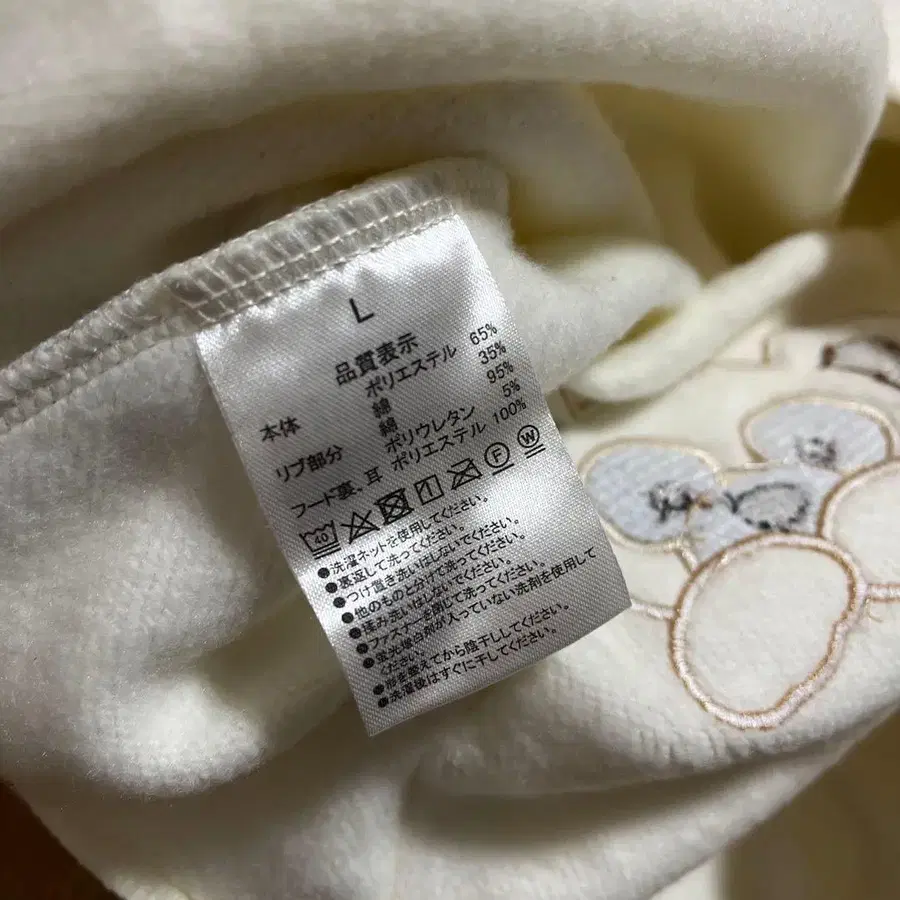 L
品質表示
本体 ポリエステル 65%
綿 35%
リブ部分 綿 95%
ポリウレタン 5%
フード裏、耳 ポリエステル 100%
40 F W
●洗濯ネットを使用してください。
●裏返して洗ってください。
●つけ置き洗いはしないでください。
●他のものと分けて洗ってください。
●揉み洗いはしないでください。
●ファスナーを閉じて洗ってください。
●蛍光増白剤が入っていない洗剤を使用して
ください。
●形を整えてから陰干ししてください。
●洗濯後はすぐに干してください。